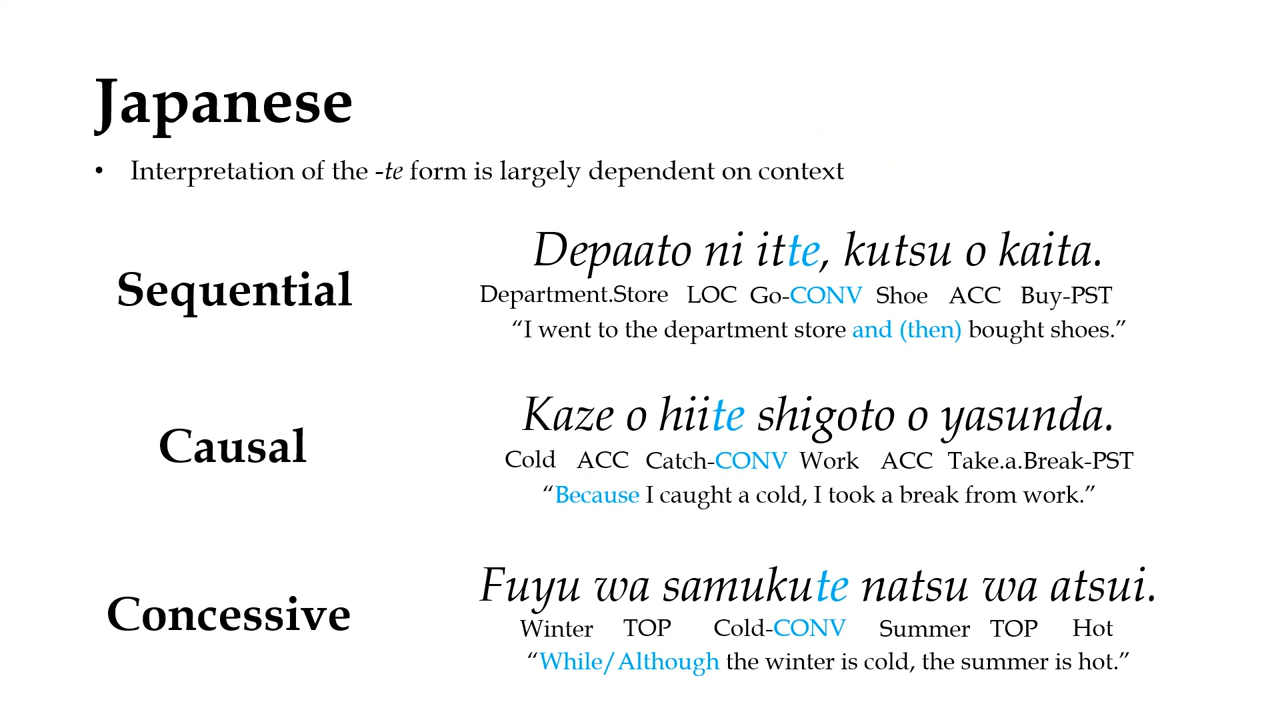 Japanese
• Interpretation of the -te form is largely dependent on context
Sequential
Depaato ni itte, kutsu o kaita.
Department.Store LOC Go-CONV Shoe ACC Buy-PST
“I went to the department store and (then) bought shoes.”
Causal
Kaze o hiite shigoto o yasunda.
Cold ACC Catch-CONV Work ACC Take.a.Break-PST
“Because I caught a cold, I took a break from work.”
Concessive
Fuyu wa samukute natsu wa atsui.
Winter TOP Cold-CONV Summer TOP Hot
“While/Although the winter is cold, the summer is hot.”